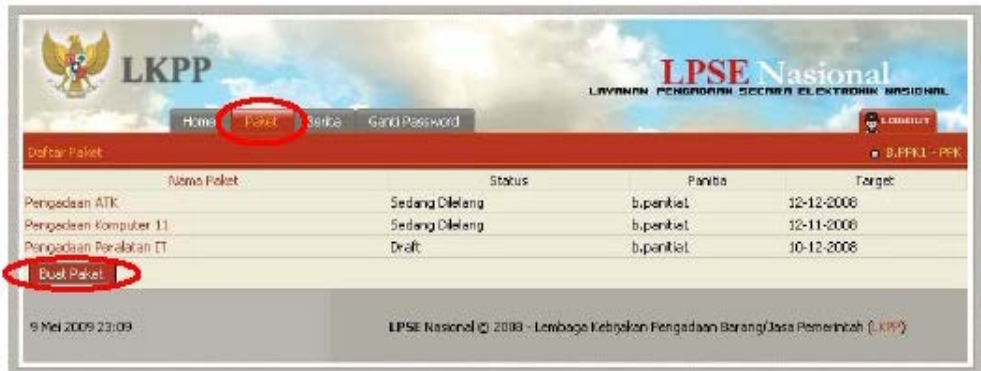 LKPP
LPSE Nasional
LAYANAN PENGADAAN SECARA ELEKTRONIK NASIONAL
Home Paket Berita Ganti Password LOGOUT
Daftar Paket B.PPK1 - PPK
Nama Paket Status Panitia Target
Pengadaan ATK Sedang Dilelang b.panitia1 12-12-2008
Pengadaan Komputer 11 Sedang Dilelang b.panitia1 12-11-2008
Pengadaan Peralatan IT Draft b.panitia1 10-12-2008
Buat Paket
9 Mei 2009 23:09 LPSE Nasional © 2008 - Lembaga Kebijakan Pengadaan Barang/Jasa Pemerintah (LKPP)